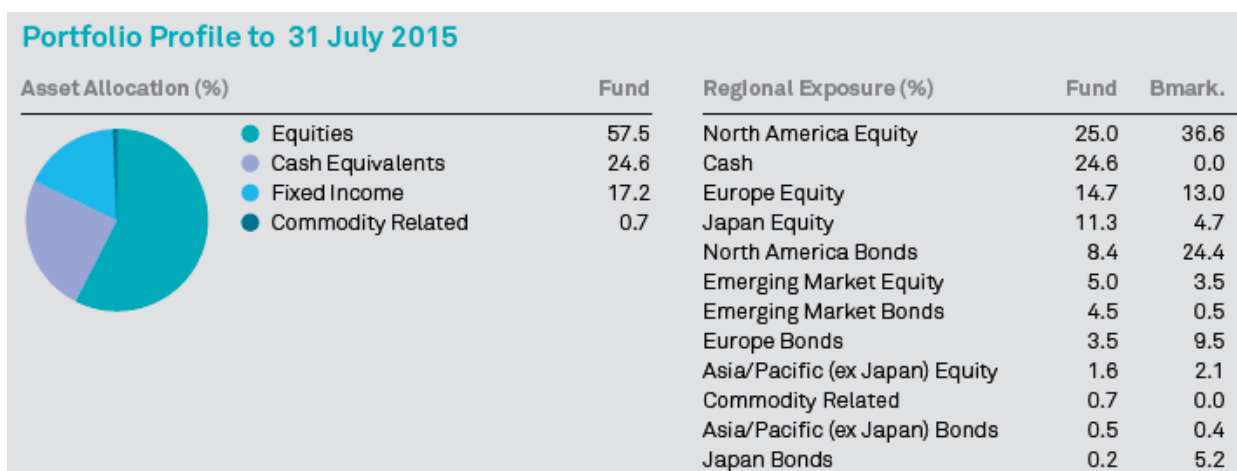 Portfolio Profile to 31 July 2015
Asset Allocation (%) Fund
Equities 57.5
Cash Equivalents 24.6
Fixed Income 17.2
Commodity Related 0.7
Regional Exposure (%) Fund Bmark.
North America Equity 25.0 36.6
Cash 24.6 0.0
Europe Equity 14.7 13.0
Japan Equity 11.3 4.7
North America Bonds 8.4 24.4
Emerging Market Equity 5.0 3.5
Emerging Market Bonds 4.5 0.5
Europe Bonds 3.5 9.5
Asia/Pacific (ex Japan) Equity 1.6 2.1
Commodity Related 0.7 0.0
Asia/Pacific (ex Japan) Bonds 0.5 0.4
Japan Bonds 0.2 5.2